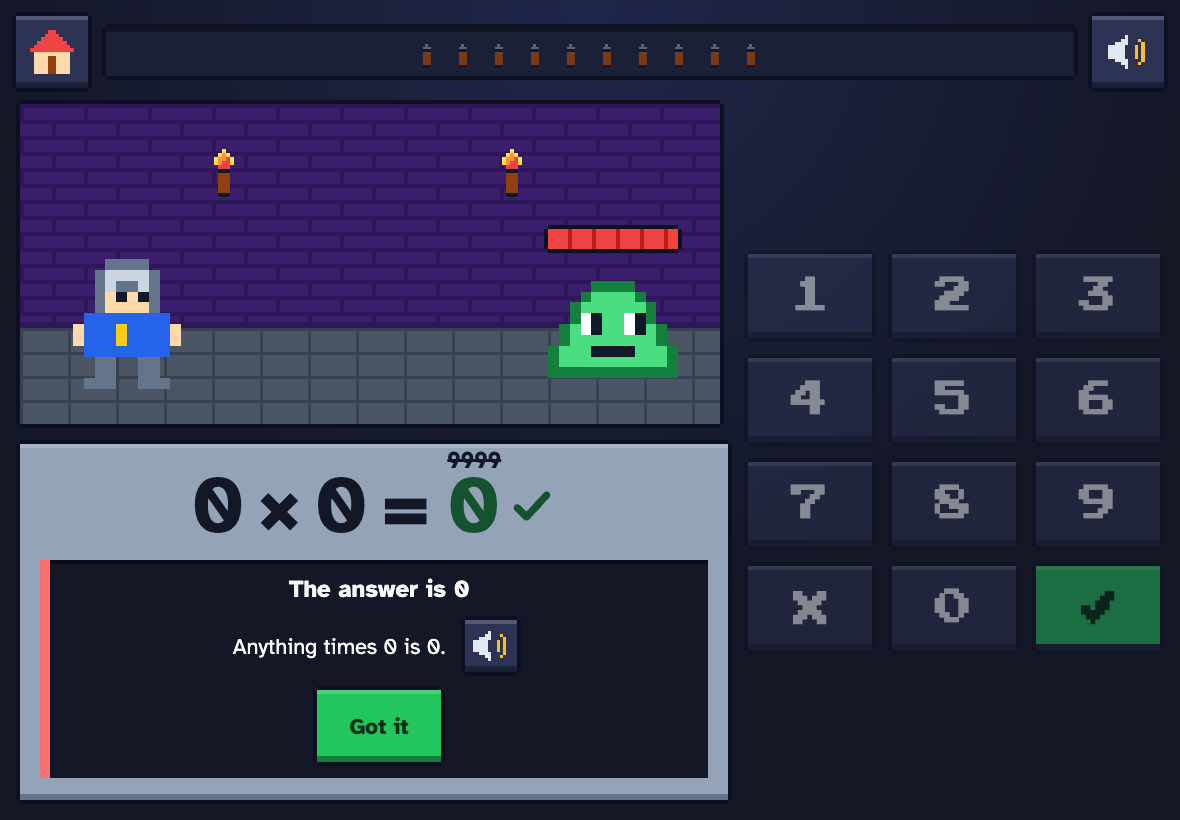 9999
0 × 0 = 0 ✓
The answer is 0
Anything times 0 is 0.
Got it
1 2 3
4 5 6
7 8 9
X 0 ✓